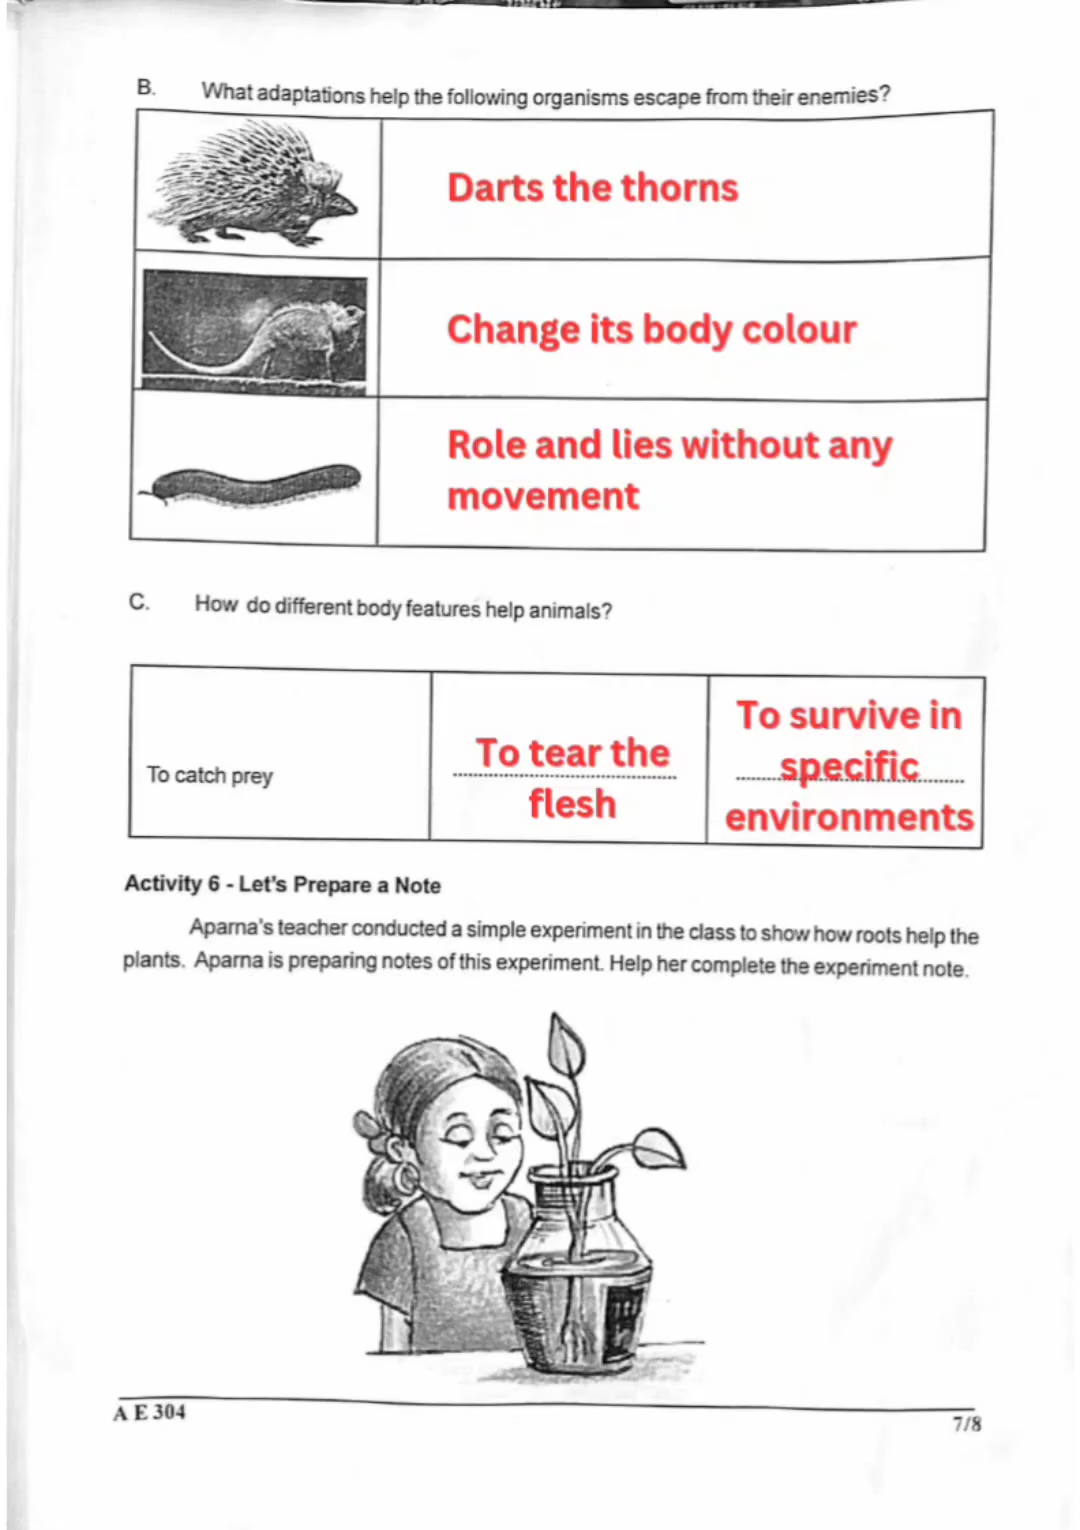 B. What adaptations help the following organisms escape from their enemies?
Darts the thorns
Change its body colour
Role and lies without any
movement
C. How do different body features help animals?
To catch prey
To tear the
flesh
To survive in
specific
environments
Activity 6 - Let's Prepare a Note
Aparna's teacher conducted a simple experiment in the class to show how roots help the
plants. Aparna is preparing notes of this experiment. Help her complete the experiment note.
A E 304
7/8